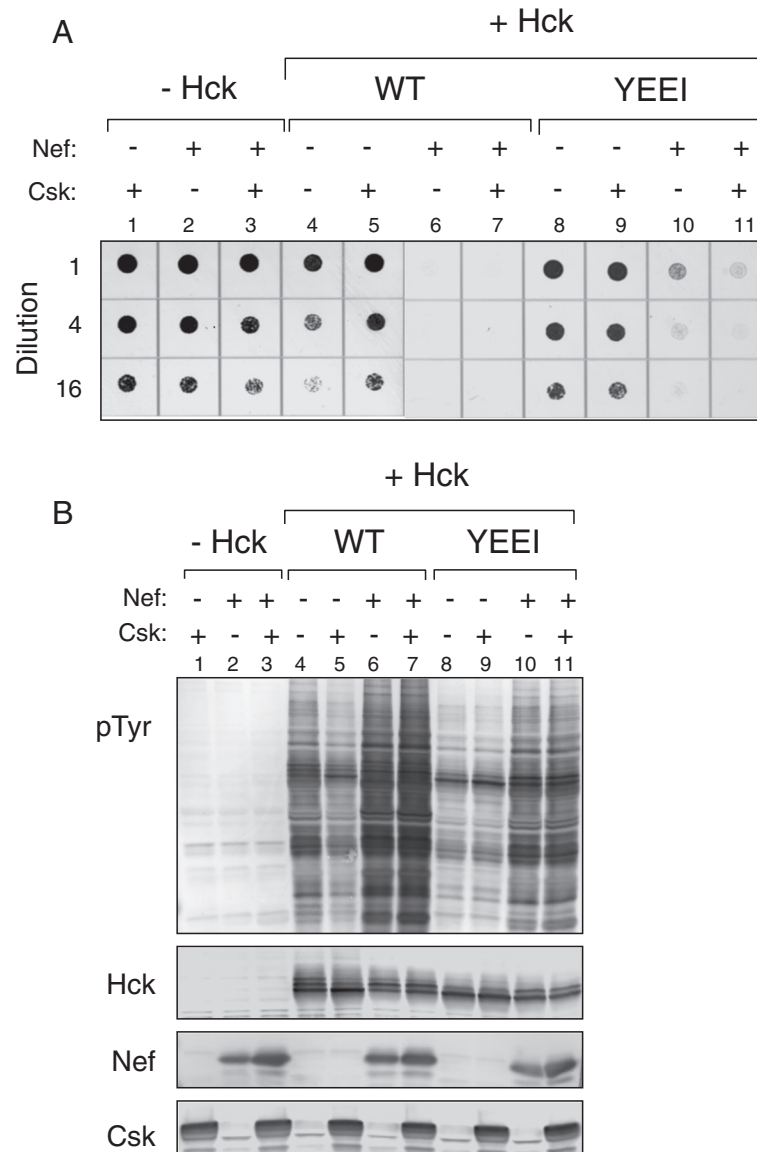 A
+ Hck
- Hck WT YEEI
Nef: - + + - - + + - - + +
Csk: + - + - + - + - + - +
1 2 3 4 5 6 7 8 9 10 11
Dilution
1
4
16
+ Hck
B
- Hck WT YEEI
Nef: - + + - - + + - - + +
Csk: + - + - + - + - + - +
1 2 3 4 5 6 7 8 9 10 11
pTyr
Hck
Nef
Csk